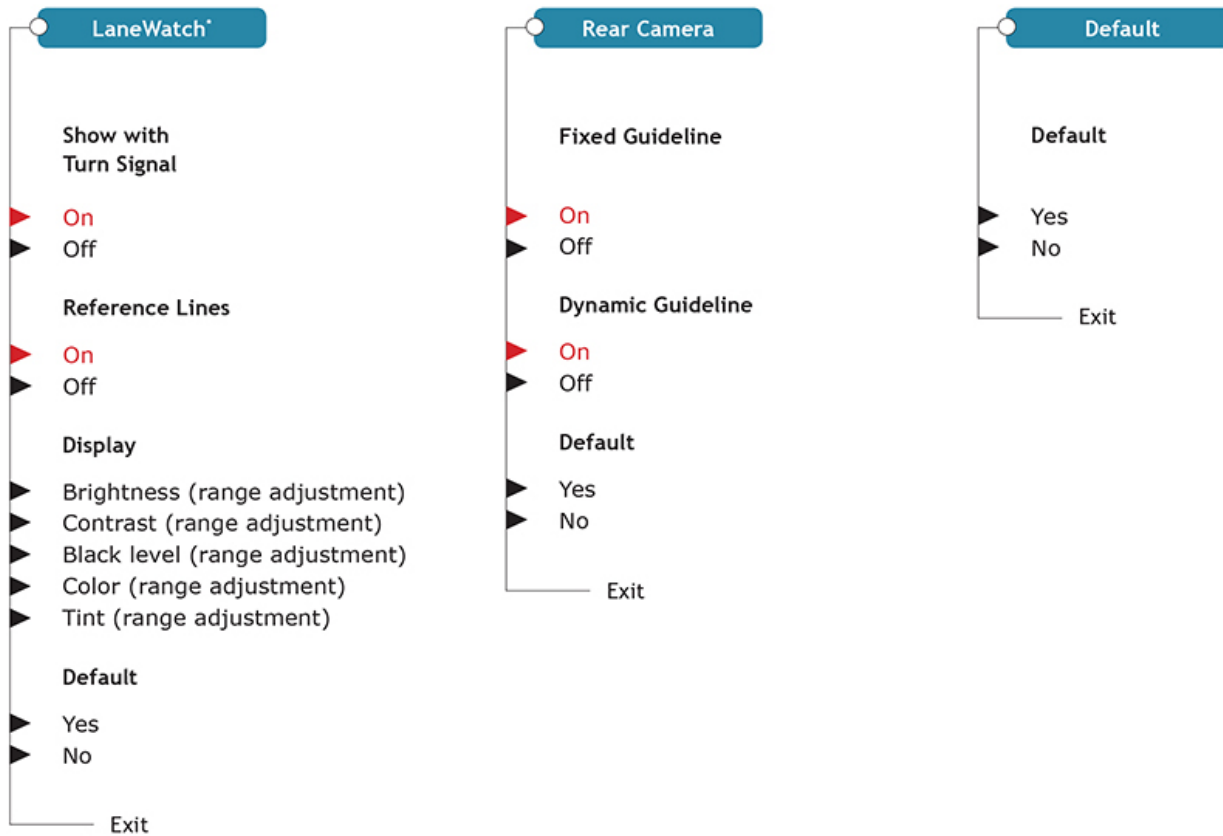 LaneWatch*
Show with
Turn Signal
On
Off
Reference Lines
On
Off
Display
Brightness (range adjustment)
Contrast (range adjustment)
Black level (range adjustment)
Color (range adjustment)
Tint (range adjustment)
Default
Yes
No
Exit
Rear Camera
Fixed Guideline
On
Off
Dynamic Guideline
On
Off
Default
Yes
No
Exit
Default
Default
Yes
No
Exit